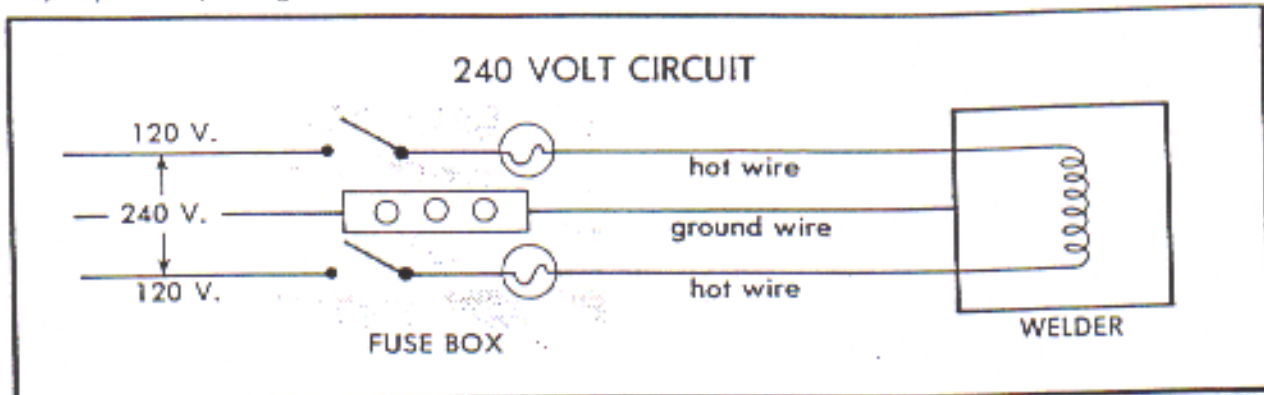 240 VOLT CIRCUIT
120 V.
hot wire
240 V.
ground wire
120 V.
hot wire
FUSE BOX
WELDER